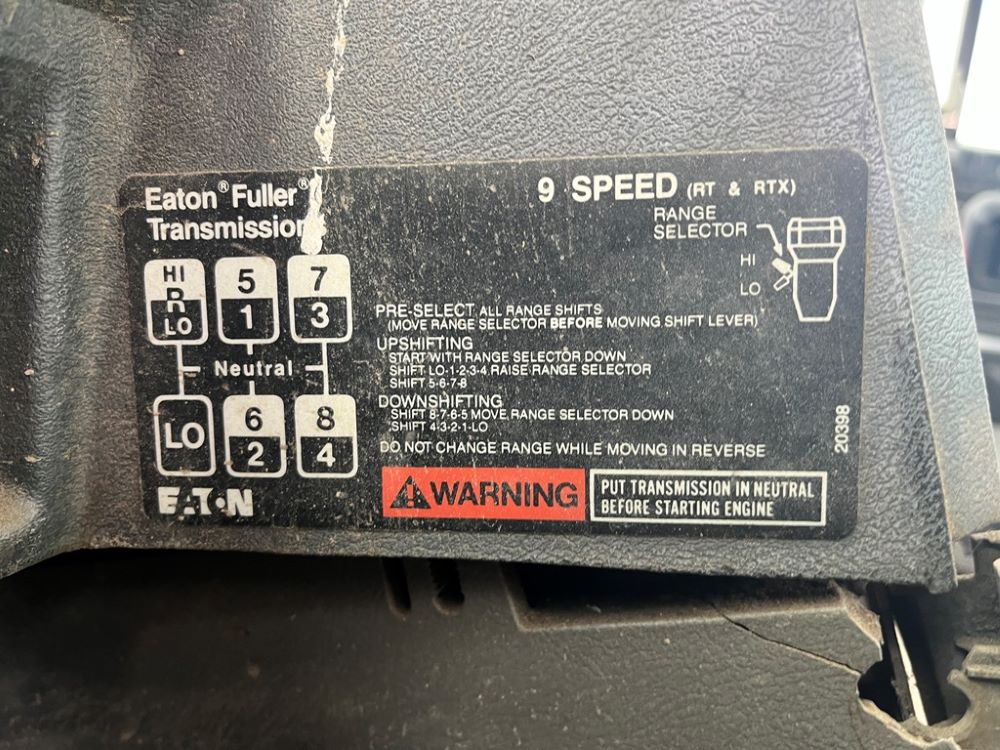 Eaton® Fuller®
Transmissions
9 SPEED (RT & RTX)
RANGE
SELECTOR
HI
LO
HI 5 7
R
LO 1 3
Neutral
LO 6 8
2 4
PRE-SELECT ALL RANGE SHIFTS
(MOVE RANGE SELECTOR BEFORE MOVING SHIFT LEVER)
UPSHIFTING
START WITH RANGE SELECTOR DOWN
SHIFT LO-1-2-3-4 RAISE RANGE SELECTOR
SHIFT 5-6-7-8
DOWNSHIFTING
SHIFT 8-7-6-5 MOVE RANGE SELECTOR DOWN
SHIFT 4-3-2-1-LO
DO NOT CHANGE RANGE WHILE MOVING IN REVERSE
20398
EATON
WARNING
PUT TRANSMISSION IN NEUTRAL
BEFORE STARTING ENGINE